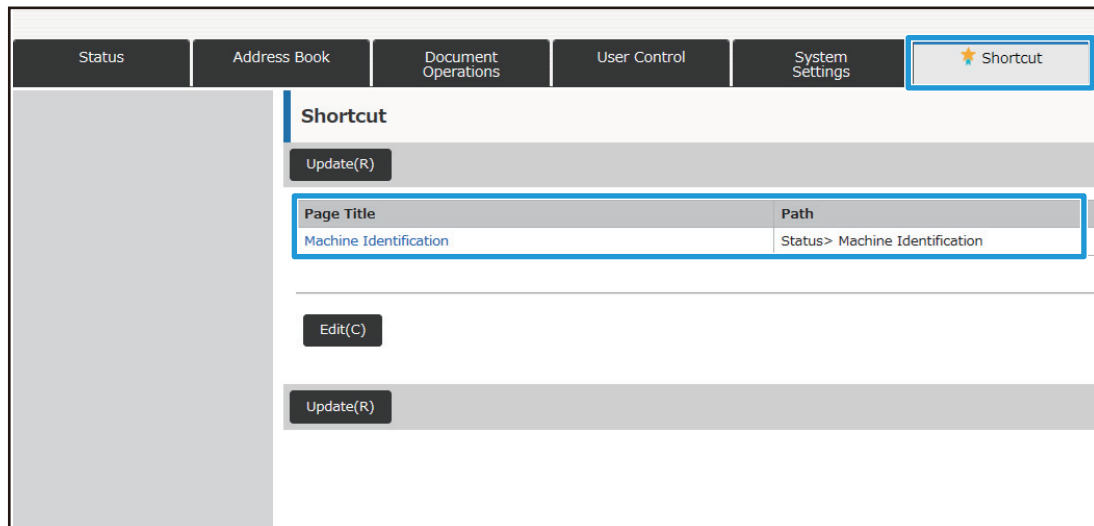 Status
Address Book
Document
Operations
User Control
System
Settings
Shortcut
Shortcut
Update(R)
Page Title Path
Machine Identification Status> Machine Identification
Edit(C)
Update(R)